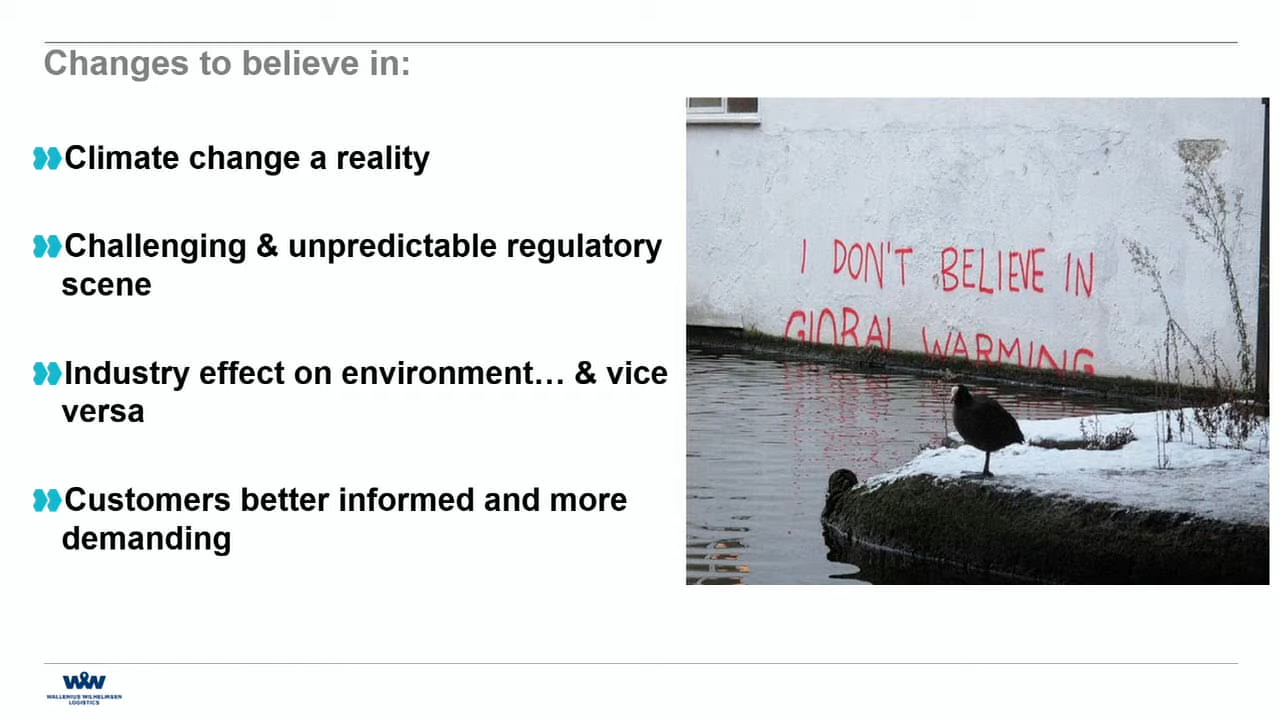 Changes to believe in:
Climate change a reality
Challenging & unpredictable regulatory
scene
Industry effect on environment… & vice
versa
Customers better informed and more
demanding
I DON'T BELIEVE IN
GLOBAL WARMING
WALLENIUS WILHELMSEN
LOGISTICS